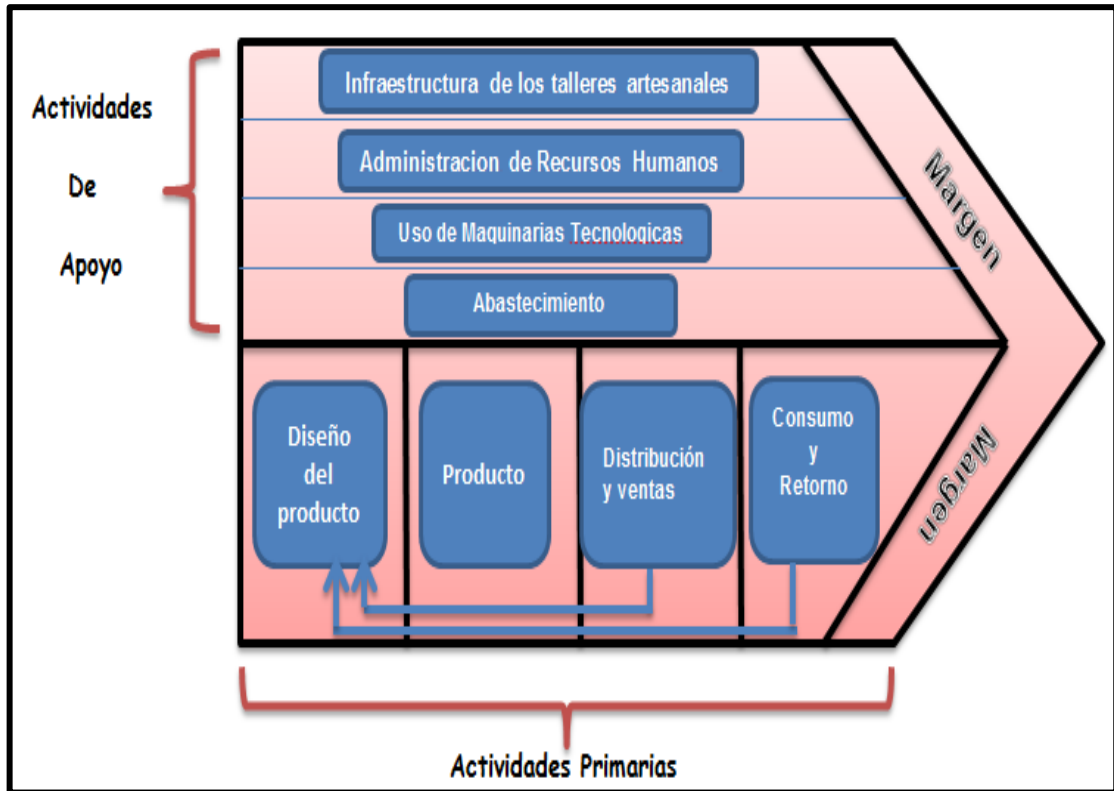 Actividades
De
Apoyo
Infraestructura de los talleres artesanales
Administracion de Recursos Humanos
Uso de Maquinarias Tecnologicas
Abastecimiento
Margen
Diseño
del
producto
Producto
Distribución
y ventas
Consumo
y
Retorno
Margen
Actividades Primarias